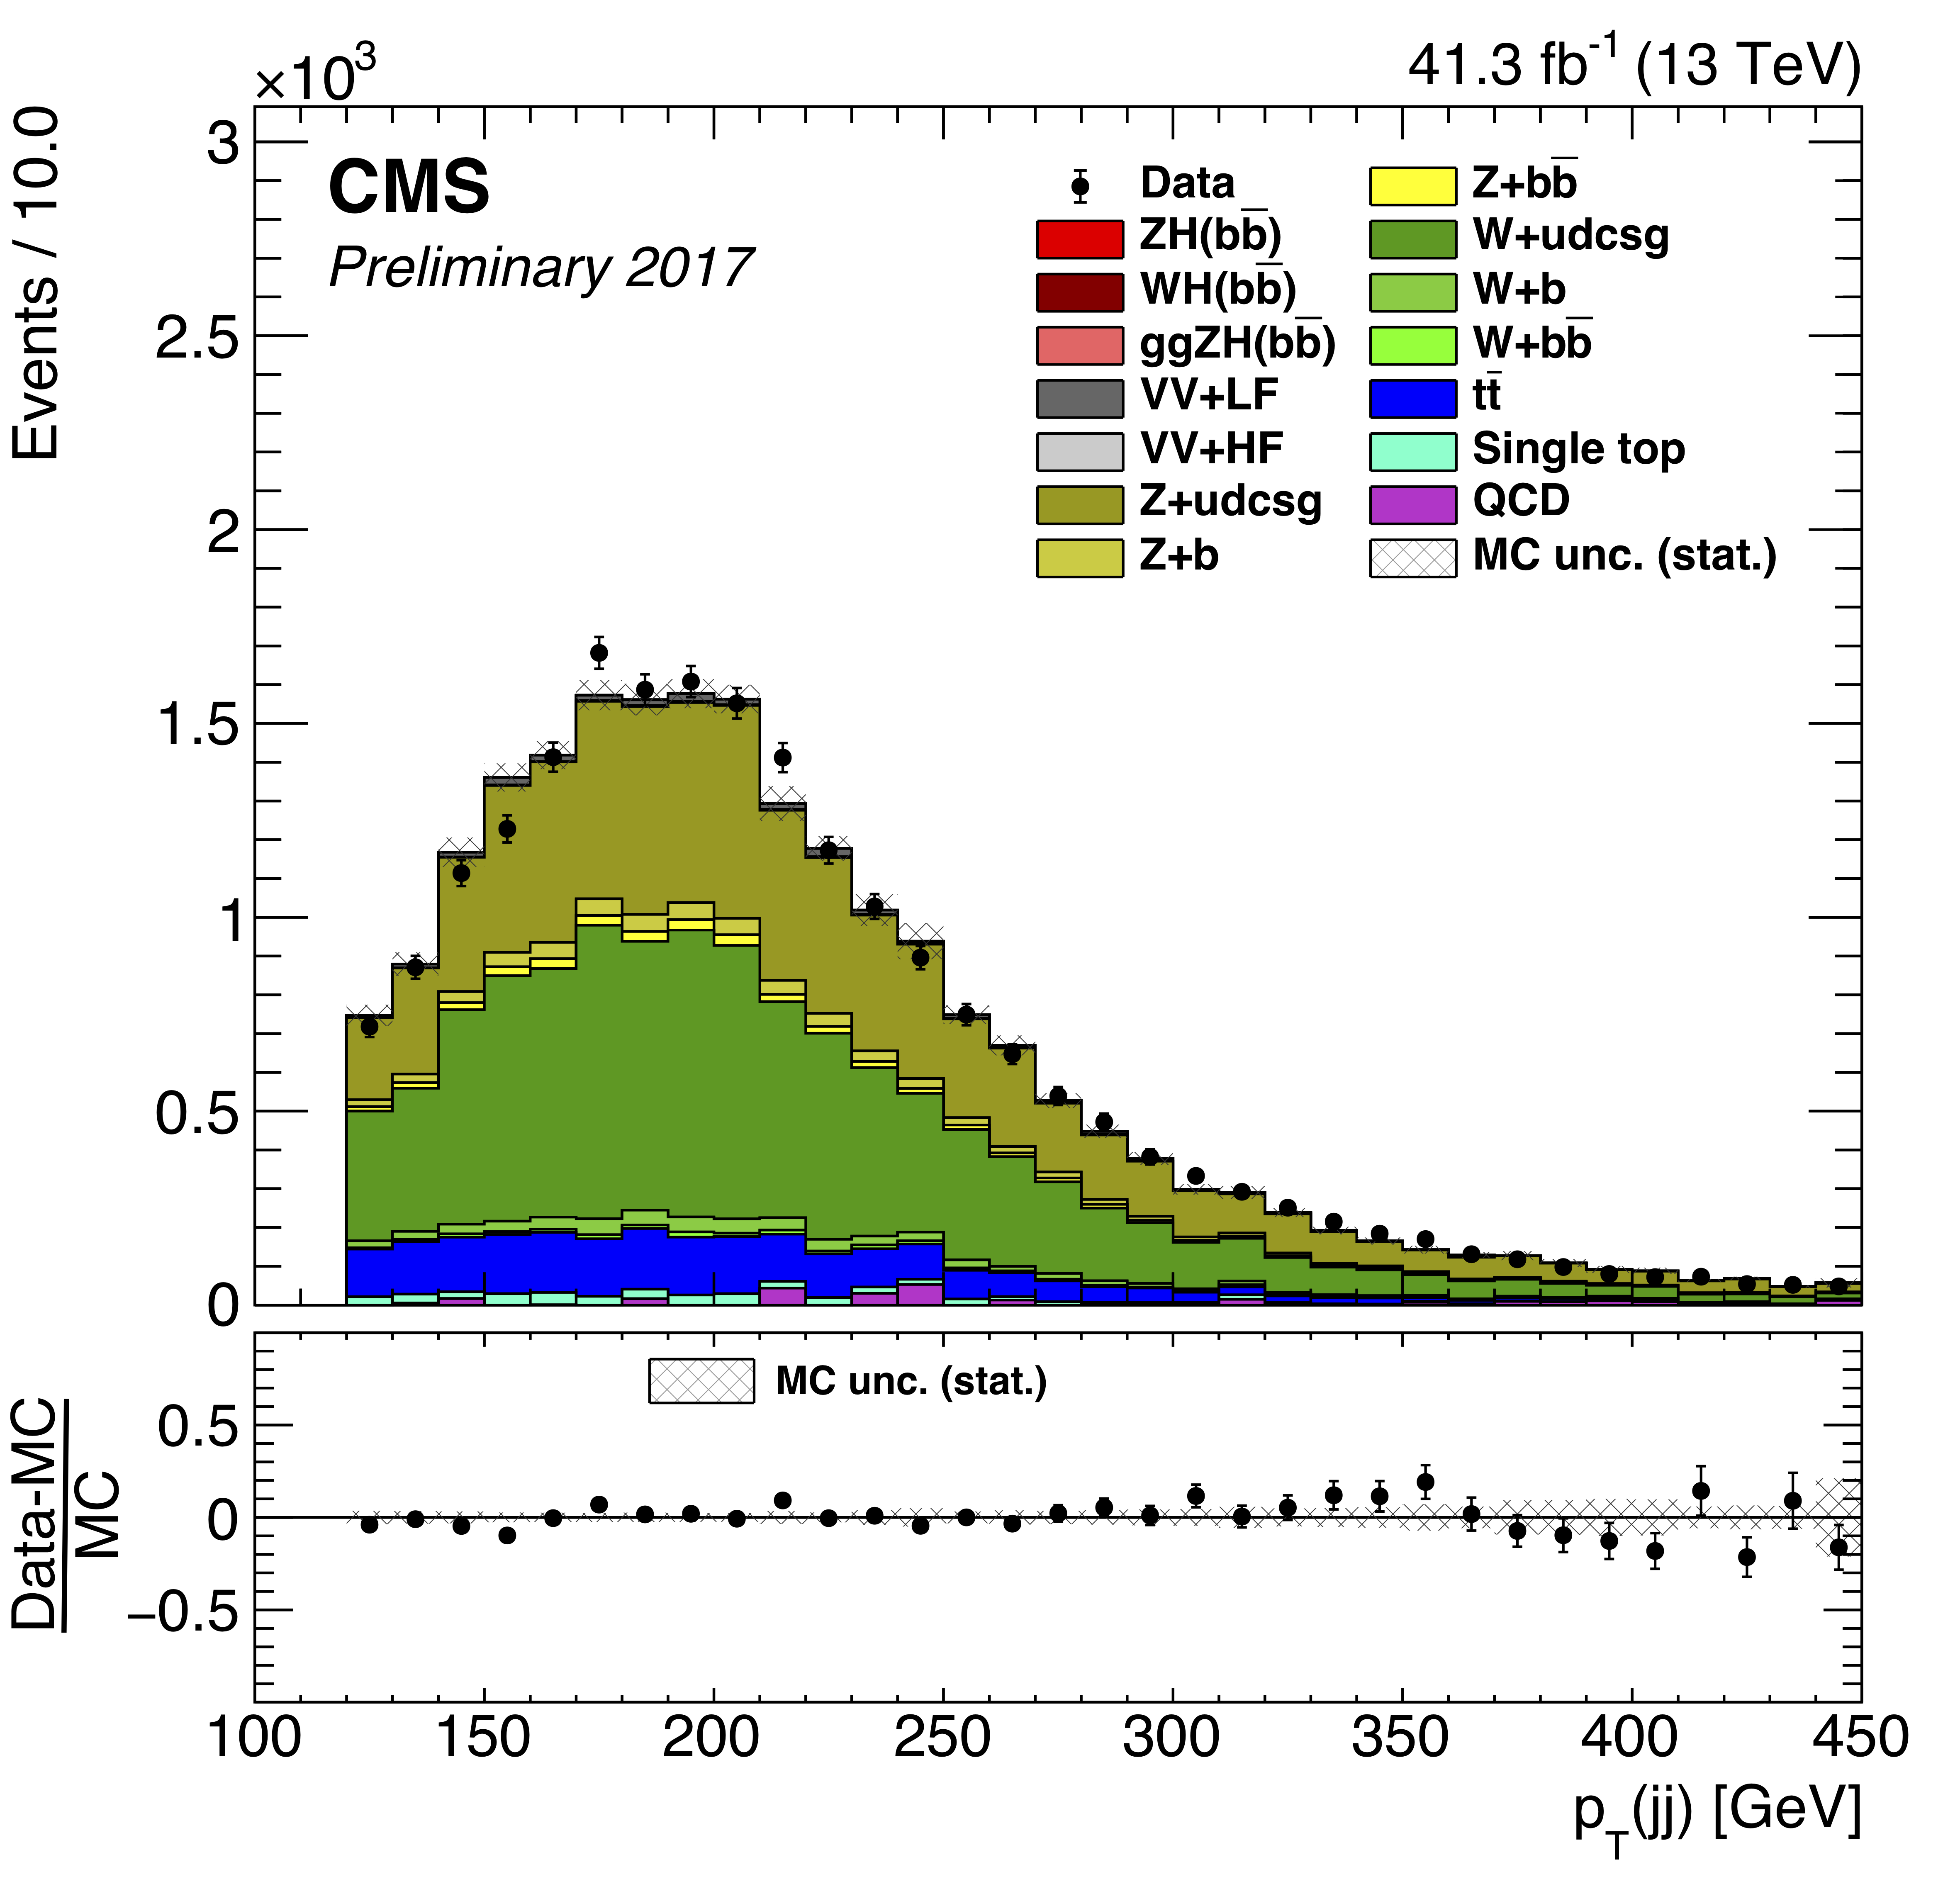 ×10³
41.3 fb⁻¹ (13 TeV)
Events / 10.0
CMS
Preliminary 2017
Data
ZH(bb̅)
WH(bb̅)
ggZH(bb̅)
VV+LF
VV+HF
Z+udcsg
Z+b
Z+bb̅
W+udcsg
W+b
W+bb̅
tt̅
Single top
QCD
MC unc. (stat.)
3
2.5
2
1.5
1
0.5
0
MC unc. (stat.)
Data-MC
MC
0.5
0
−0.5
100 150 200 250 300 350 400 450
p_T(jj) [GeV]